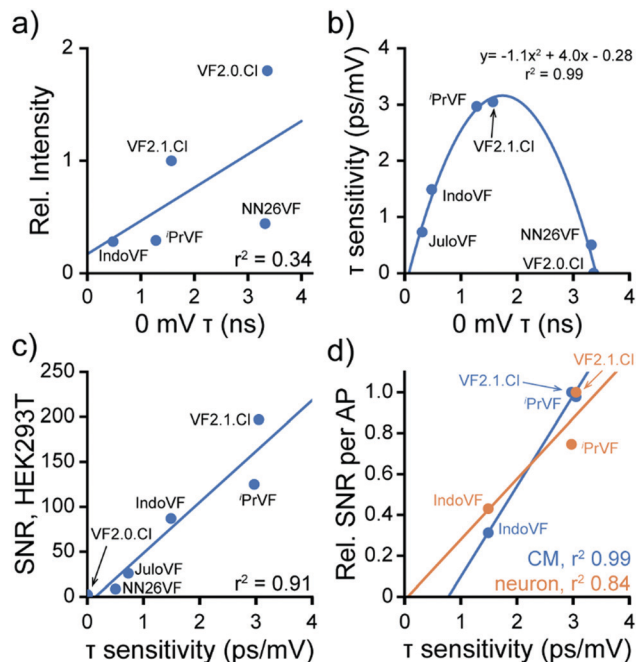 a)
Rel. Intensity
2
1
0
VF2.0.Cl
VF2.1.Cl
IndoVF
ⁱPrVF
NN26VF
r² = 0.34
0 1 2 3 4
0 mV τ (ns)
b)
τ sensitivity (ps/mV)
4
3
2
1
0
y= -1.1x² + 4.0x - 0.28
r² = 0.99
ⁱPrVF
VF2.1.Cl
IndoVF
JuloVF
NN26VF
VF2.0.Cl
0 1 2 3 4
0 mV τ (ns)
c)
SNR, HEK293T
250
200
150
100
50
0
VF2.1.Cl
IndoVF
ⁱPrVF
VF2.0.Cl
JuloVF
NN26VF
r² = 0.91
0 1 2 3 4
τ sensitivity (ps/mV)
d)
Rel. SNR per AP
1.0
0.8
0.6
0.4
0.2
0
VF2.1.Cl
VF2.1.Cl
ⁱPrVF
ⁱPrVF
IndoVF
IndoVF
CM, r² 0.99
neuron, r² 0.84
0 1 2 3 4
τ sensitivity (ps/mV)